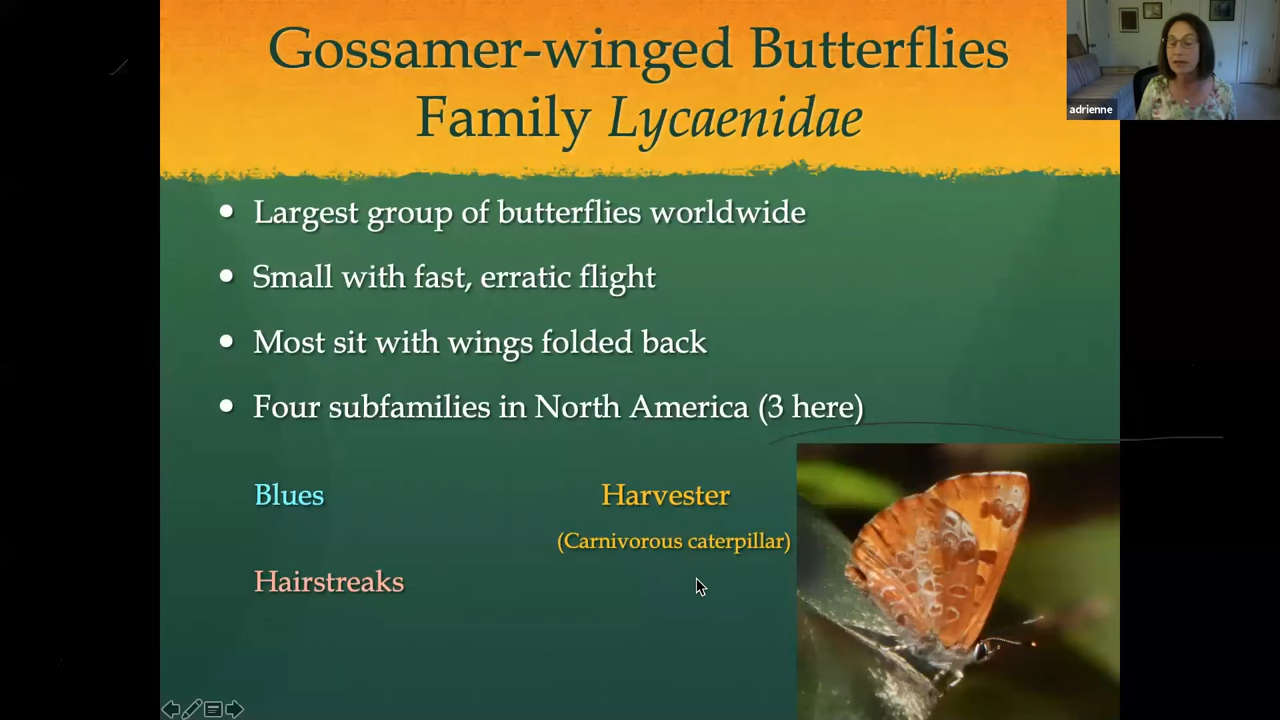 Gossamer-winged Butterflies
Family Lycaenidae
adrienne
• Largest group of butterflies worldwide
• Small with fast, erratic flight
• Most sit with wings folded back
• Four subfamilies in North America (3 here)
Blues
Harvester
(Carnivorous caterpillar)
Hairstreaks